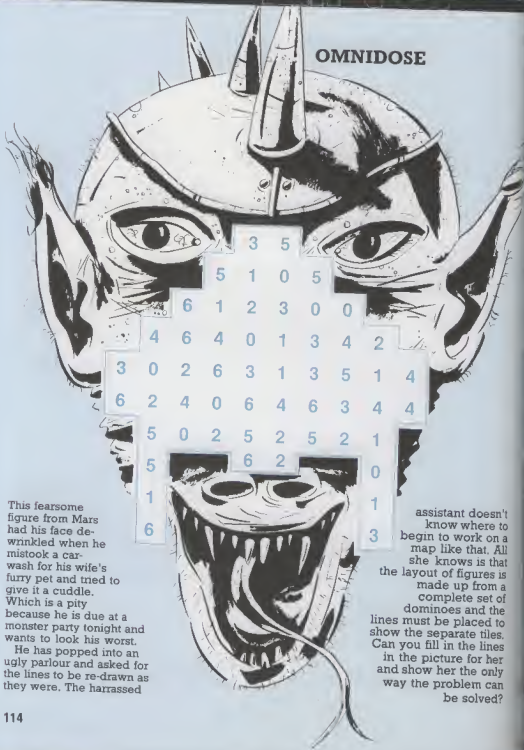 OMNIDOSE
3 5
5 1 0 5
6 1 2 3 0 0
4 6 4 0 1 3 4 2
3 0 2 6 3 1 3 5 1 4
6 2 4 0 6 4 6 3 4 4
5 0 2 5 2 5 2 1
5 6 2 0
1 1
6 3
This fearsome
figure from Mars
had his face de-
wrinkled when he
mistook a car-
wash for his wife's
furry pet and tried to
give it a cuddle.
Which is a pity
because he is due at a
monster party tonight and
wants to look his worst.
He has popped into an
ugly parlour and asked for
the lines to be re-drawn as
they were. The harrassed
assistant doesn't
know where to
begin to work on a
map like that. All
she knows is that
the layout of figures is
made up from a
complete set of
dominoes and the
lines must be placed to
show the separate tiles.
Can you fill in the lines
in the picture for her
and show her the only
way the problem can
be solved?
114